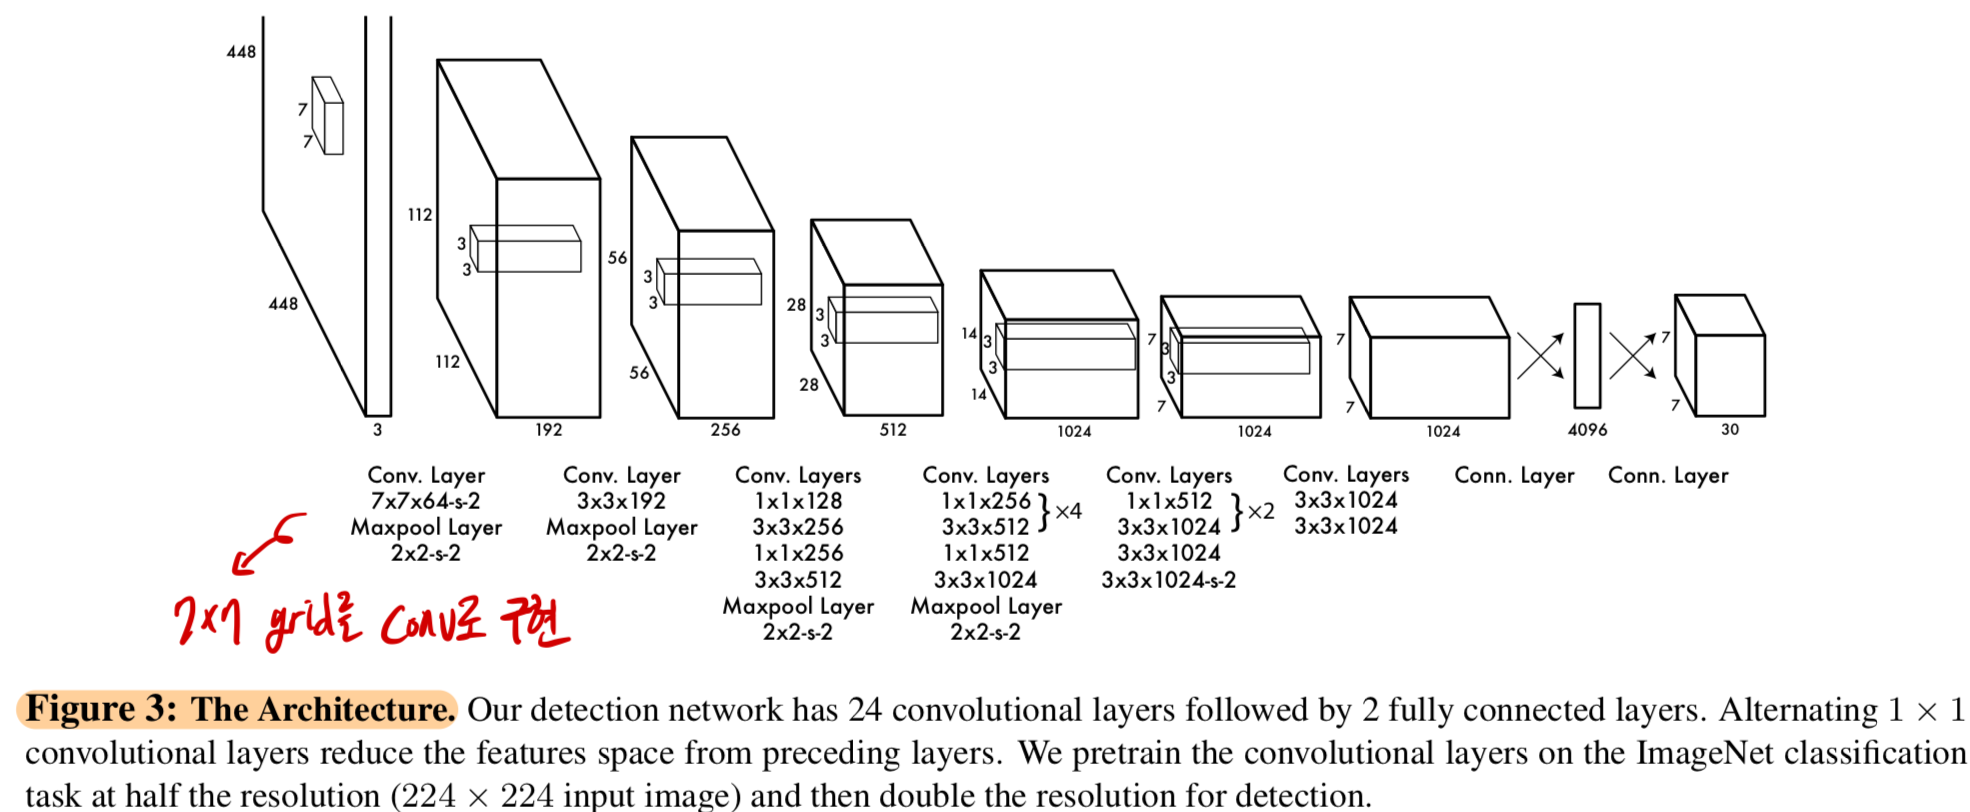 448
7
7
448
3
112
3
3
112
192
56
3
3
56
256
28
3
3
28
512
14
3
3
14
1024
7
3
3
7
1024
7
7
1024
4096
7
7
30
Conv. Layer
7x7x64-s-2
Maxpool Layer
2x2-s-2
Conv. Layer
3x3x192
Maxpool Layer
2x2-s-2
Conv. Layers
1x1x128
3x3x256
1x1x256
3x3x512
Maxpool Layer
2x2-s-2
Conv. Layers
1x1x256
3x3x512
}×4
1x1x512
3x3x1024
Maxpool Layer
2x2-s-2
Conv. Layers
1x1x512
3x3x1024
}×2
3x3x1024
3x3x1024-s-2
Conv. Layers
3x3x1024
3x3x1024
Conn. Layer
Conn. Layer
7x7 grid를 conv로 구현
Figure 3: The Architecture. Our detection network has 24 convolutional layers followed by 2 fully connected layers. Alternating 1 × 1
convolutional layers reduce the features space from preceding layers. We pretrain the convolutional layers on the ImageNet classification
task at half the resolution (224 × 224 input image) and then double the resolution for detection.